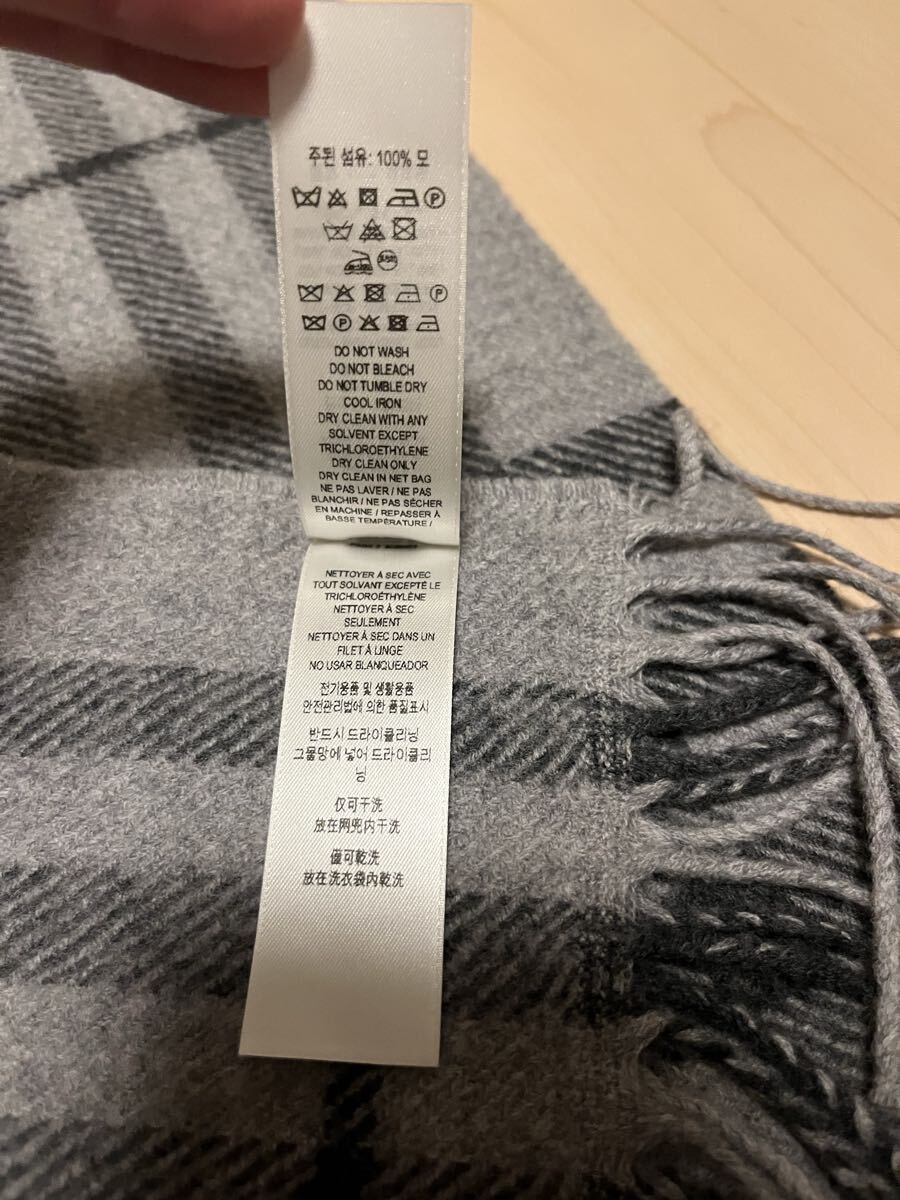 주된 섬유: 100% 모
DO NOT WASH
DO NOT BLEACH
DO NOT TUMBLE DRY
COOL IRON
DRY CLEAN WITH ANY
SOLVENT EXCEPT
TRICHLOROETHYLENE
DRY CLEAN ONLY
DRY CLEAN IN NET BAG
NE PAS LAVER / NE PAS
BLANCHIR / NE PAS SÉCHER
EN MACHINE / REPASSER À
BASSE TEMPÉRATURE /
NETTOYER À SEC AVEC
TOUT SOLVANT EXCEPTÉ LE
TRICHLOROÉTHYLÈNE
NETTOYER À SEC
SEULEMENT
NETTOYER À SEC DANS UN
FILET À LINGE
NO USAR BLANQUEADOR
전기용품 및 생활용품
안전관리법에 의한 품질표시
반드시 드라이클리닝
그물망에 넣어 드라이클리
닝
仅可干洗
放在网兜内干洗
僅可乾洗
放在洗衣袋內乾洗